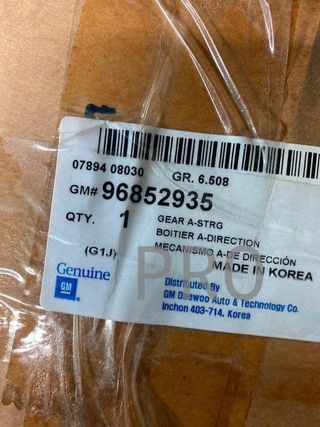 07894 08030 GR. 6.508
GM# 96852935
QTY. 1 GEAR A-STRG
BOITIER A-DIRECTION
(G1J) MECANISMO A-DE DIRECCIÓN
MADE IN KOREA
Genuine
GM
Distributed By
GM Daewoo Auto & Technology Co.
Inchon 403-714, Korea
PRO